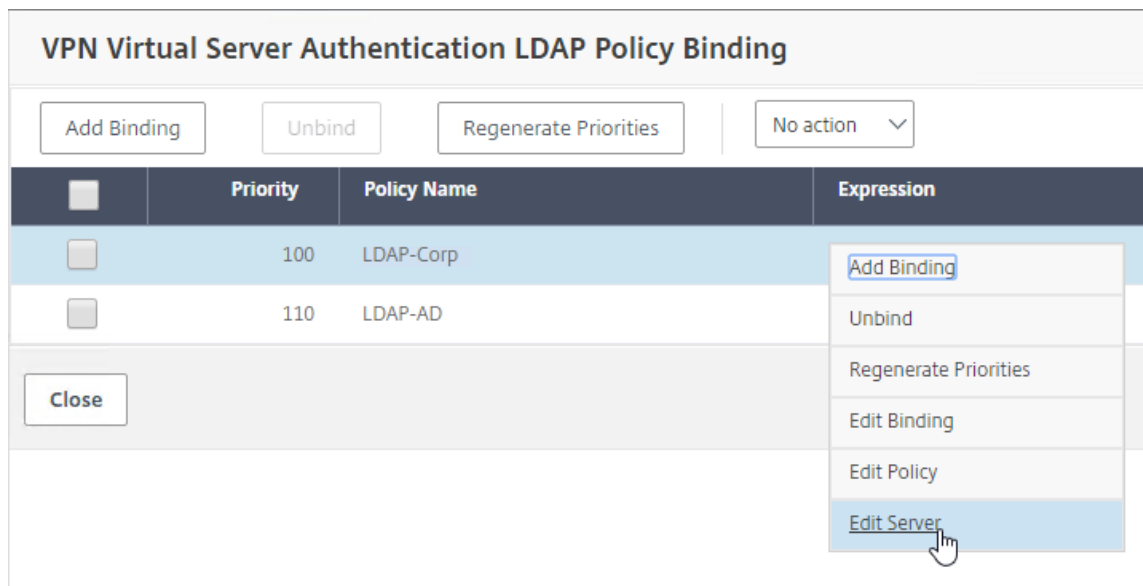 VPN Virtual Server Authentication LDAP Policy Binding
Add Binding Unbind Regenerate Priorities No action
Priority Policy Name Expression
100 LDAP-Corp
110 LDAP-AD
Add Binding
Unbind
Regenerate Priorities
Edit Binding
Edit Policy
Edit Server
Close